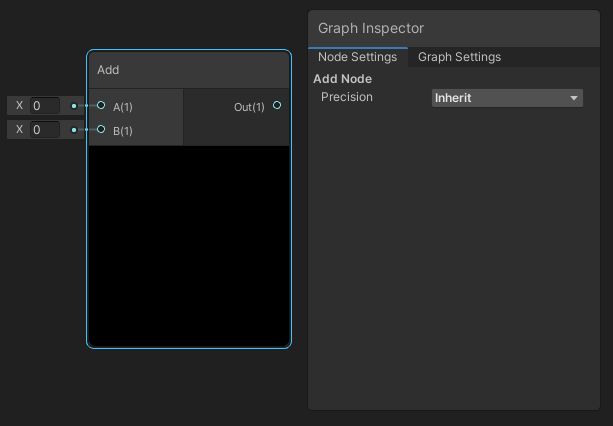 Graph Inspector
Node Settings Graph Settings
Add Node
Precision Inherit
Add
X 0 A(1) Out(1)
X 0 B(1)